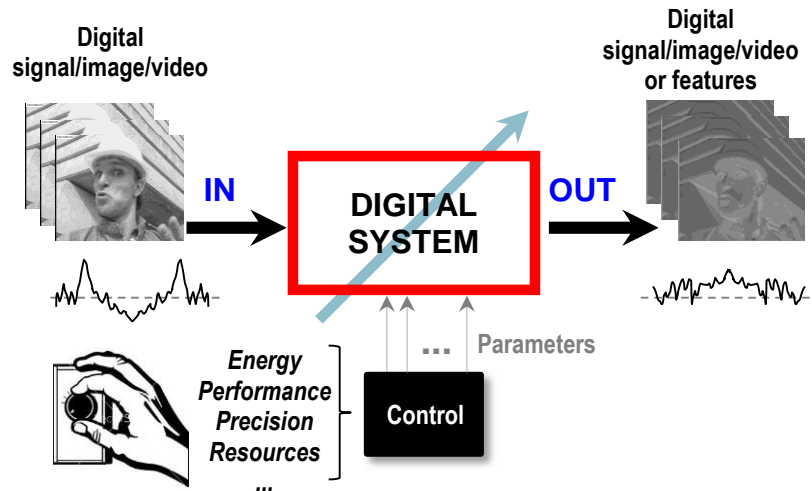 Digital
signal/image/video
Digital
signal/image/video
or features
IN
DIGITAL
SYSTEM
OUT
... Parameters
Energy
Performance
Precision
Resources
...
Control